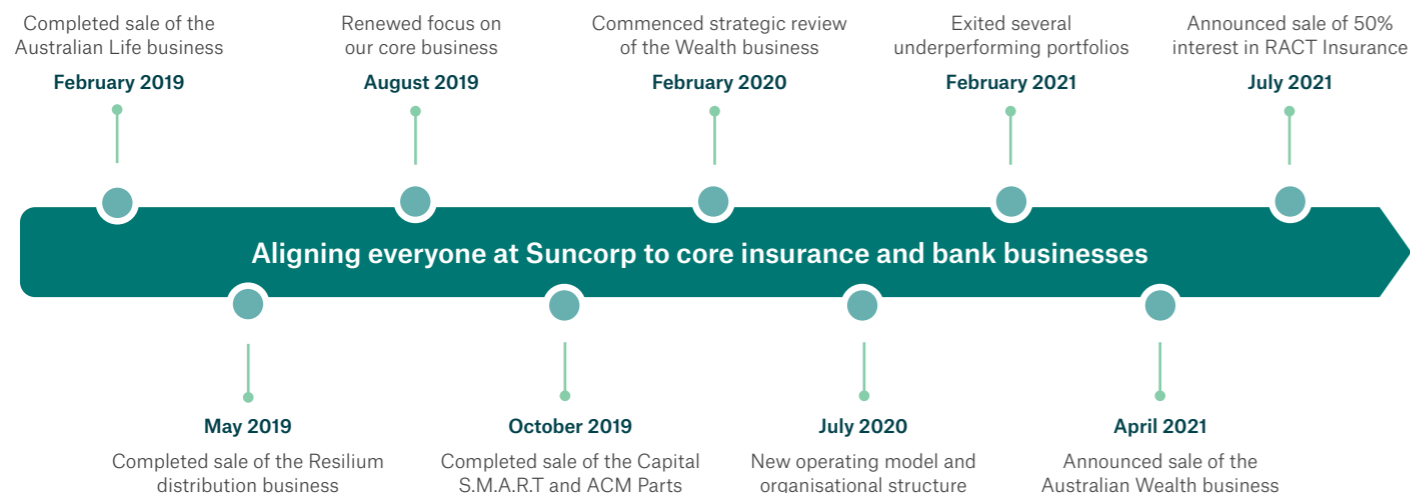 Completed sale of the
Australian Life business
February 2019
Renewed focus on
our core business
August 2019
Commenced strategic review
of the Wealth business
February 2020
Exited several
underperforming portfolios
February 2021
Announced sale of 50%
interest in RACT Insurance
July 2021
Aligning everyone at Suncorp to core insurance and bank businesses
May 2019
Completed sale of the Resilium
distribution business
October 2019
Completed sale of the Capital
S.M.A.R.T and ACM Parts
July 2020
New operating model and
organisational structure
April 2021
Announced sale of the
Australian Wealth business